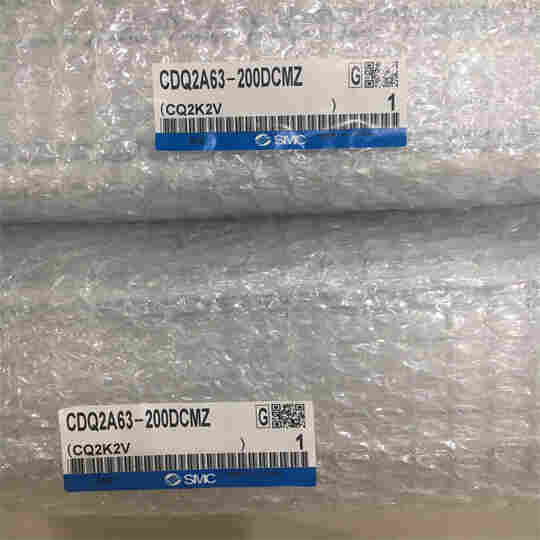 CDQ2A63-200DCMZ G
(CQ2K2V ) 1
SMC
CDQ2A63-200DCMZ G
(CQ2K2V ) 1
SMC